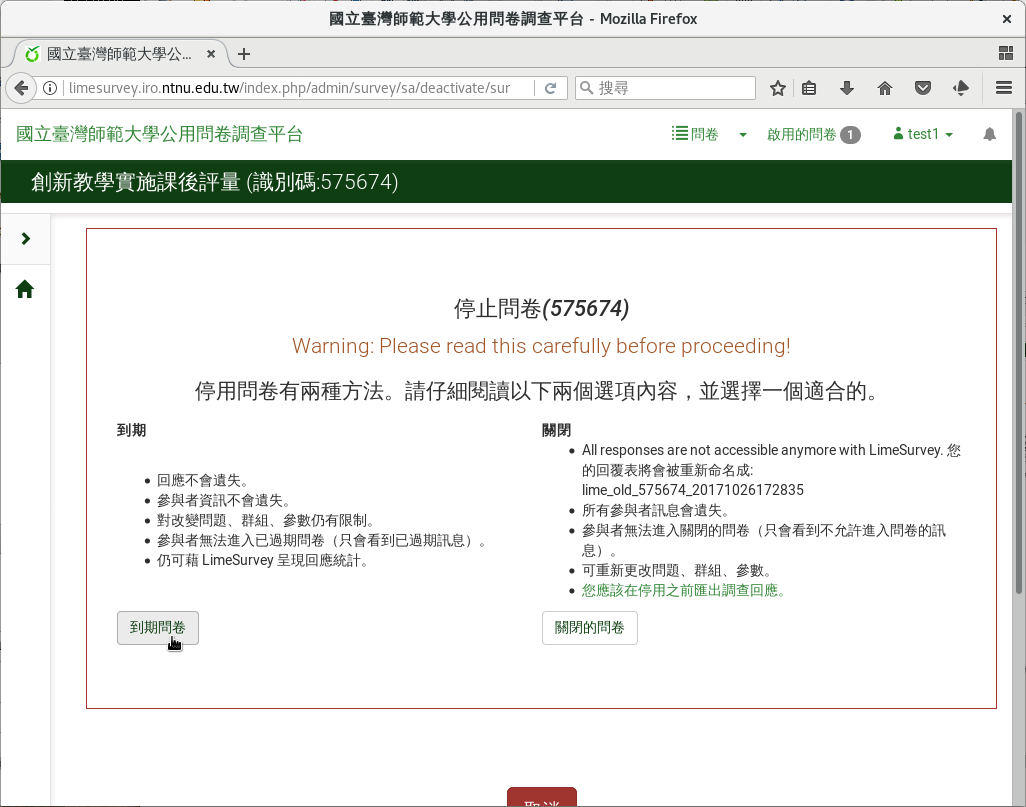 國立臺灣師範大學公用問卷調查平台 - Mozilla Firefox
國立臺灣師範大學公...
limesurvey.iro.ntnu.edu.tw/index.php/admin/survey/sa/deactivate/sur
搜尋
國立臺灣師範大學公用問卷調查平台
問卷
啟用的問卷 1
test1
創新教學實施課後評量 (識別碼:575674)
停止問卷(575674)
Warning: Please read this carefully before proceeding!
停用問卷有兩種方法。請仔細閱讀以下兩個選項內容，並選擇一個適合的。
到期
回應不會遺失。
參與者資訊不會遺失。
對改變問題、群組、參數仍有限制。
參與者無法進入已過期問卷（只會看到已過期訊息）。
仍可藉 LimeSurvey 呈現回應統計。
到期問卷
關閉
All responses are not accessible anymore with LimeSurvey. 您
的回覆表將會被重新命名成:
lime_old_575674_20171026172835
所有參與者訊息會遺失。
參與者無法進入關閉的問卷（只會看到不允許進入問卷的訊
息）。
可重新更改問題、群組、參數。
您應該在停用之前匯出調查回應。
關閉的問卷
取消